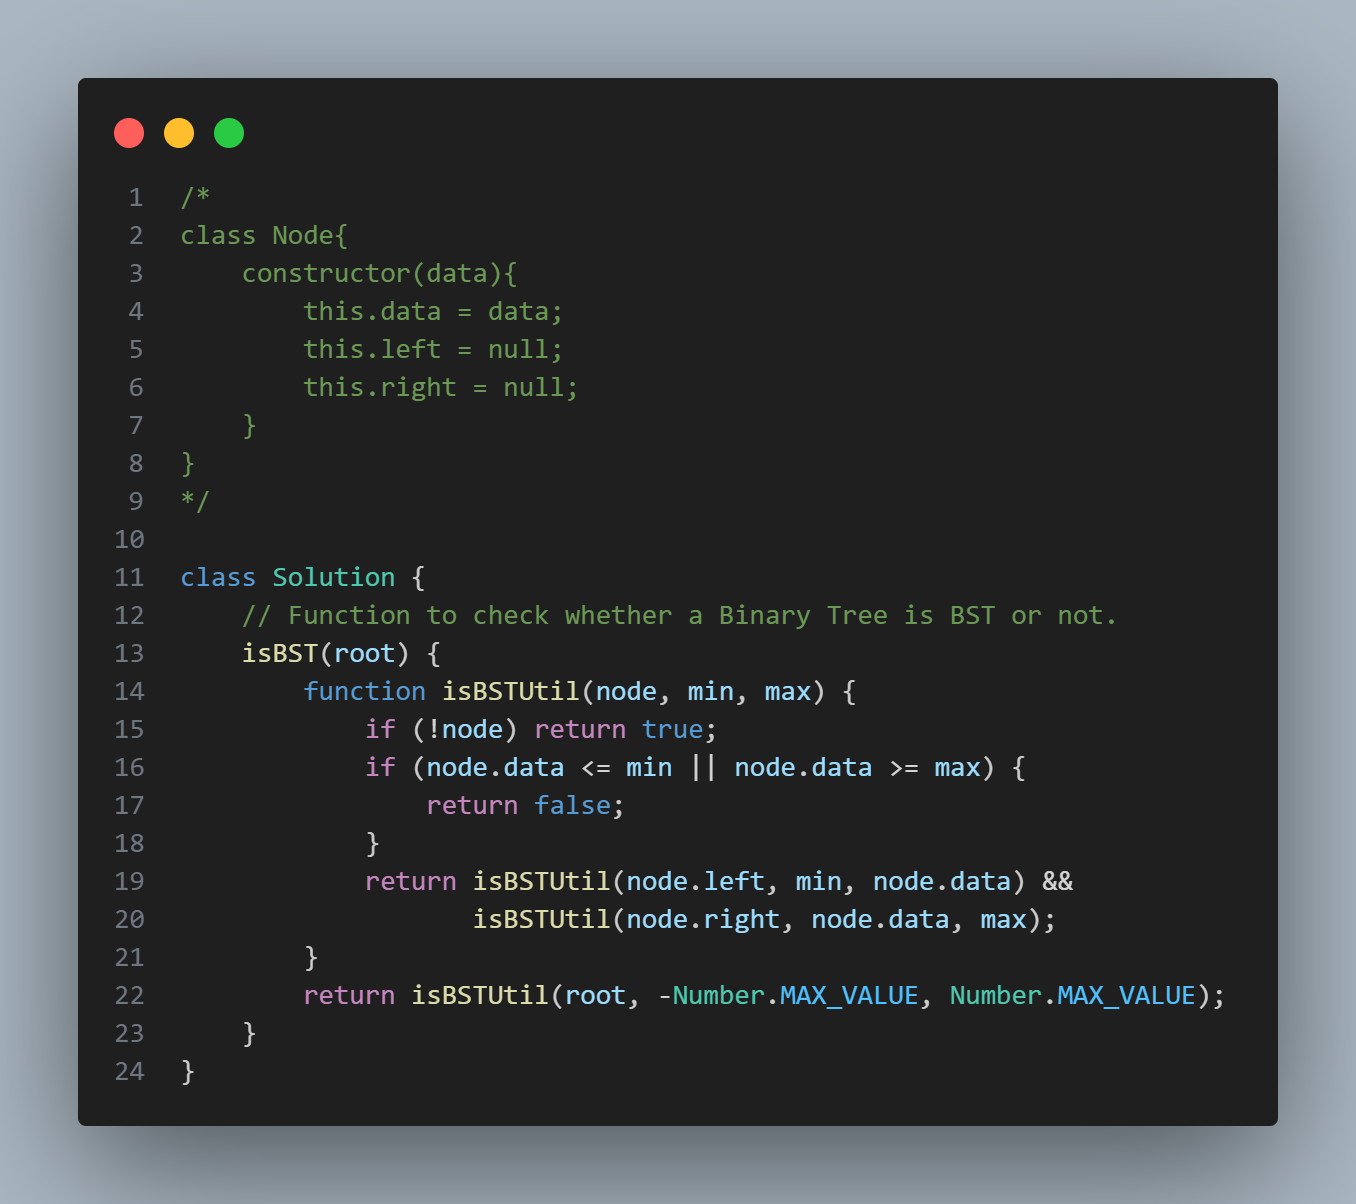 1 /*
2 class Node{
3     constructor(data){
4         this.data = data;
5         this.left = null;
6         this.right = null;
7     }
8 }
9 */
10
11 class Solution {
12     // Function to check whether a Binary Tree is BST or not.
13     isBST(root) {
14         function isBSTUtil(node, min, max) {
15             if (!node) return true;
16             if (node.data <= min || node.data >= max) {
17                 return false;
18             }
19             return isBSTUtil(node.left, min, node.data) &&
20                    isBSTUtil(node.right, node.data, max);
21         }
22         return isBSTUtil(root, -Number.MAX_VALUE, Number.MAX_VALUE);
23     }
24 }